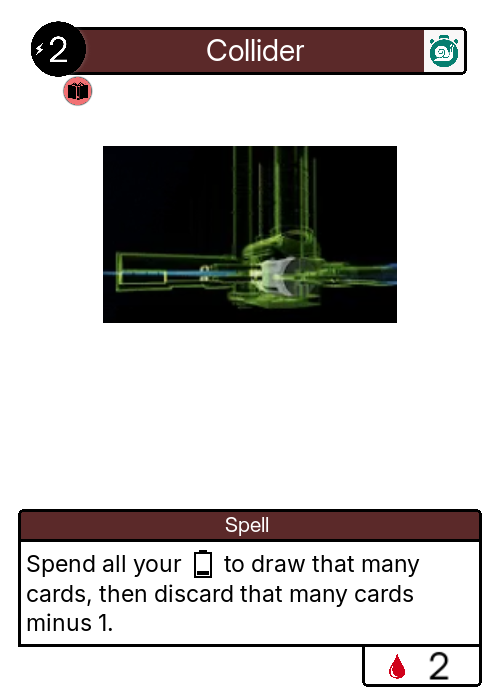 2
Collider
Spell
Spend all your to draw that many
cards, then discard that many cards
minus 1.
2